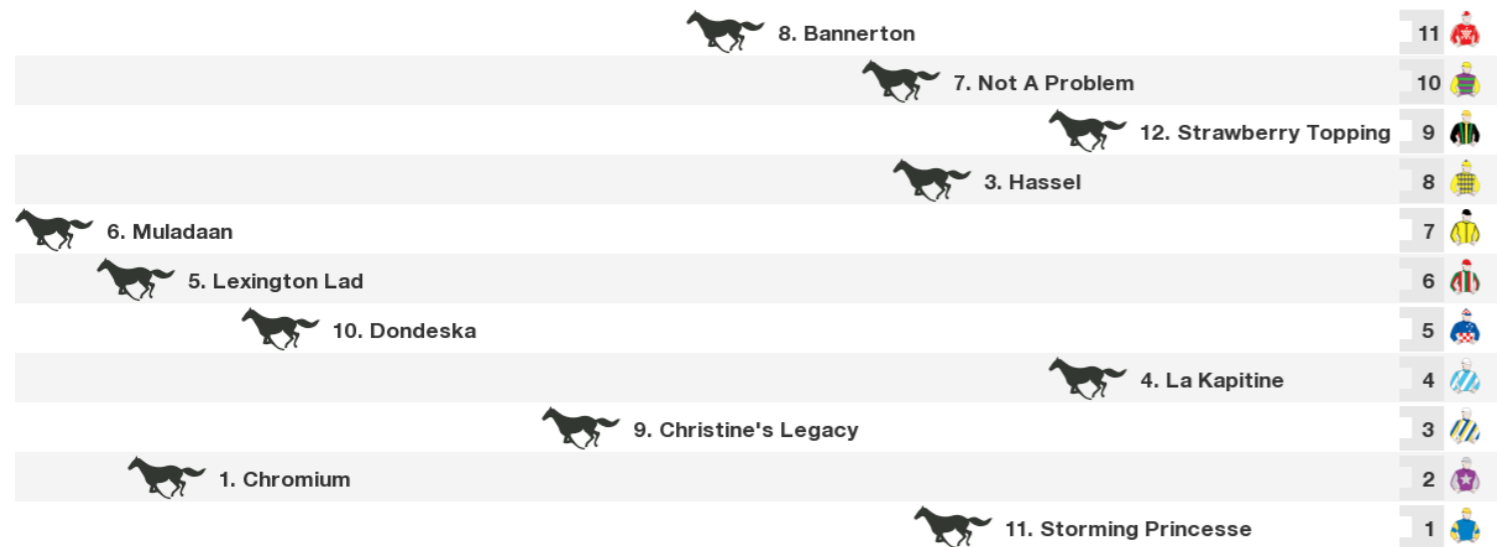 8. Bannerton 11
7. Not A Problem 10
12. Strawberry Topping 9
3. Hassel 8
6. Muladaan 7
5. Lexington Lad 6
10. Dondeska 5
4. La Kapitine 4
9. Christine's Legacy 3
1. Chromium 2
11. Storming Princesse 1